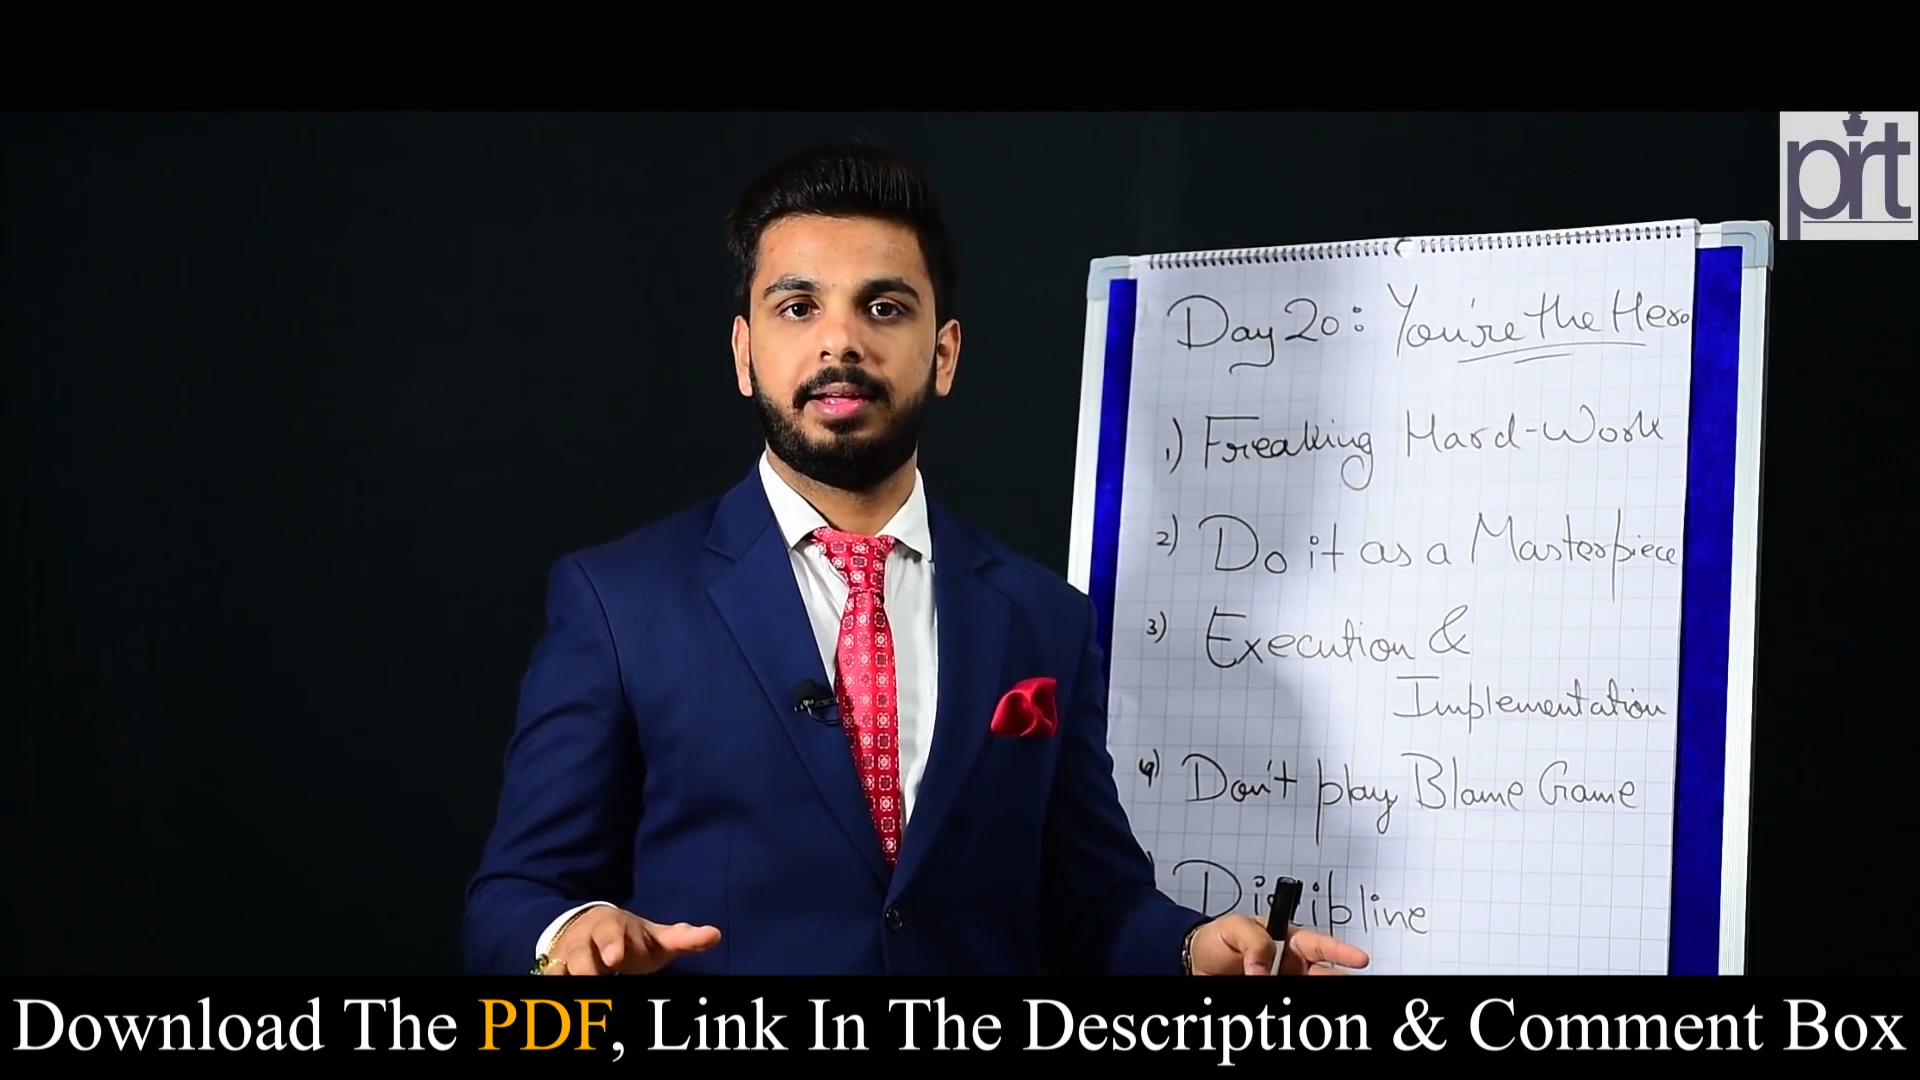 pirt
Day 20: You're the Hero
1) Freaking Hard-Work
2) Do it as a Masterpiece
3) Execution &
Implementation
4) Don't play Blame Game
Discipline
Download The PDF, Link In The Description & Comment Box